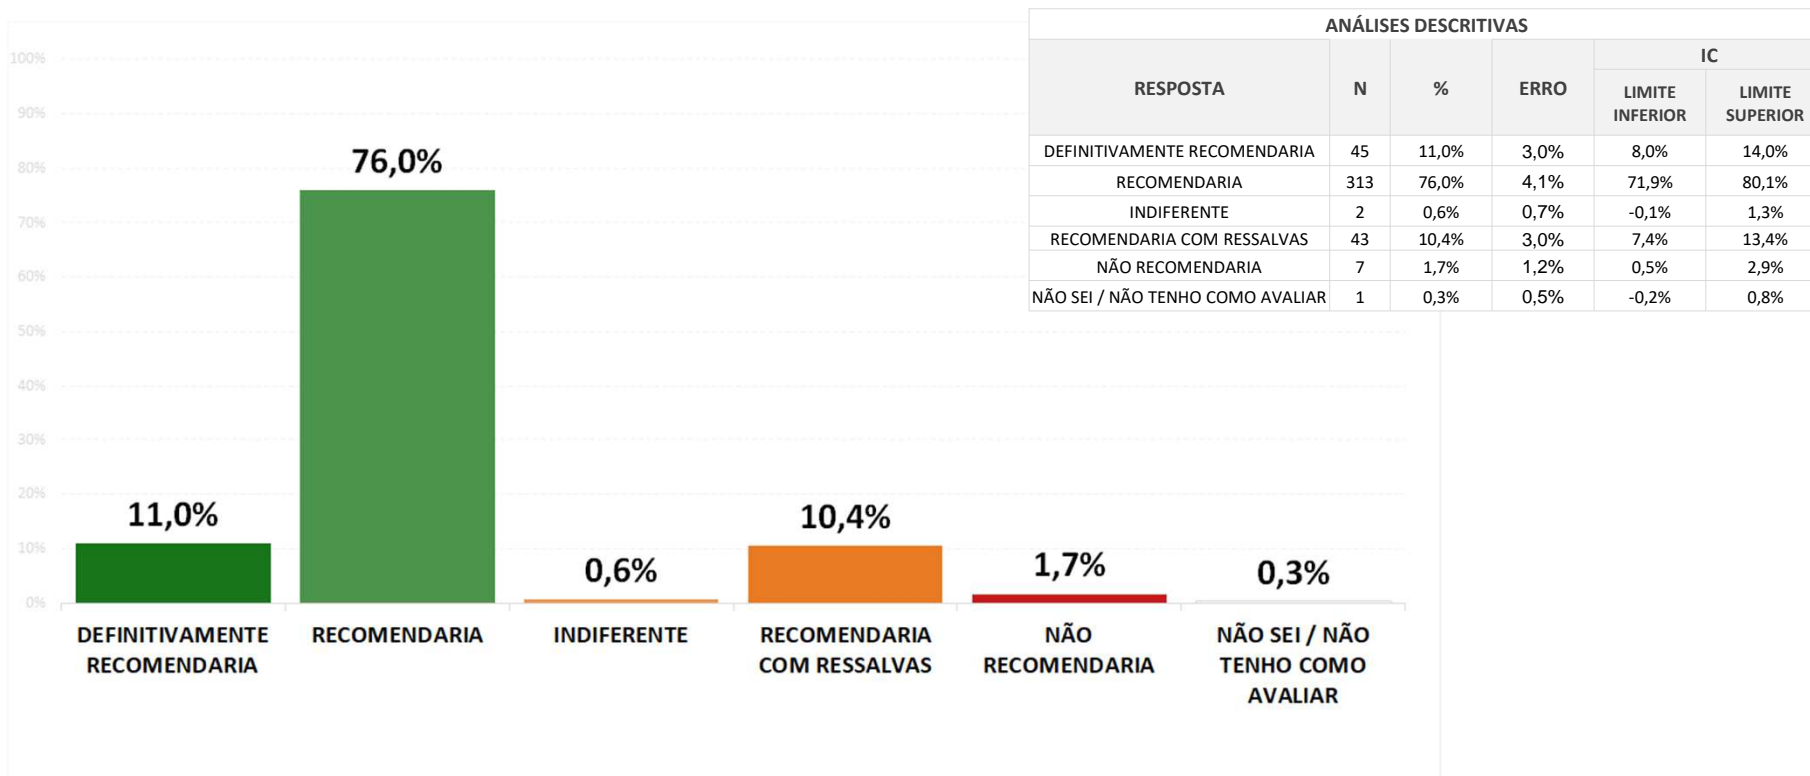 ANÁLISES DESCRITIVAS
RESPOSTA N % ERRO IC
LIMITE INFERIOR LIMITE SUPERIOR
DEFINITIVAMENTE RECOMENDARIA 45 11,0% 3,0% 8,0% 14,0%
RECOMENDARIA 313 76,0% 4,1% 71,9% 80,1%
INDIFERENTE 2 0,6% 0,7% -0,1% 1,3%
RECOMENDARIA COM RESSALVAS 43 10,4% 3,0% 7,4% 13,4%
NÃO RECOMENDARIA 7 1,7% 1,2% 0,5% 2,9%
NÃO SEI / NÃO TENHO COMO AVALIAR 1 0,3% 0,5% -0,2% 0,8%
100%
90%
80%
70%
60%
50%
40%
30%
20%
10%
0%
11,0%
76,0%
0,6%
10,4%
1,7%
0,3%
DEFINITIVAMENTE
RECOMENDARIA
RECOMENDARIA
INDIFERENTE
RECOMENDARIA
COM RESSALVAS
NÃO
RECOMENDARIA
NÃO SEI / NÃO
TENHO COMO
AVALIAR